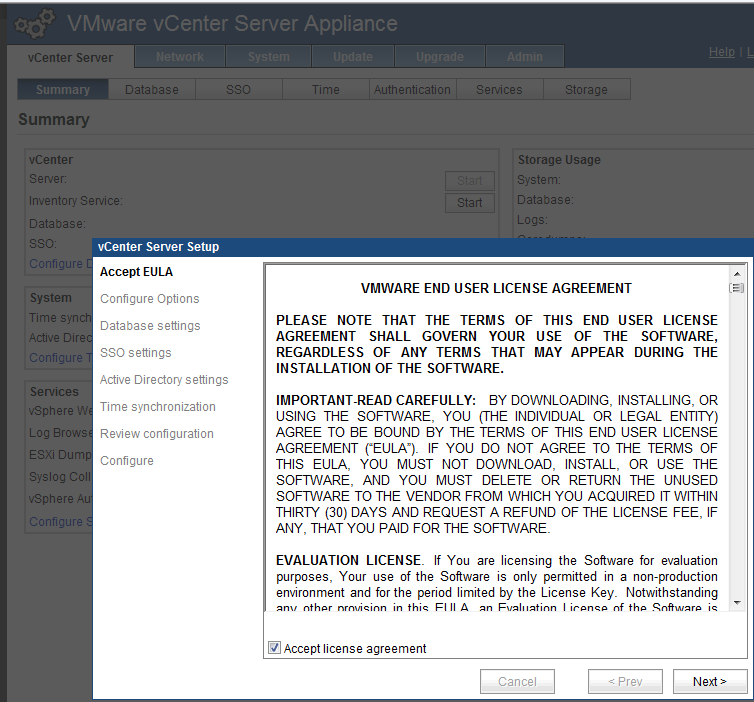 VMware vCenter Server Appliance
vCenter Server Network System Update Upgrade Admin
Help |
Summary Database SSO Time Authentication Services Storage
Summary
vCenter
Server: Start
Inventory Service: Start
Database:
SSO:
Configure
Storage Usage
System:
Database:
Logs:
System
Time synch
Active Direc
Configure T
Services
vSphere We
Log Browse
ESXi Dump
Syslog Coll
vSphere Au
Configure S
vCenter Server Setup
Accept EULA
Configure Options
Database settings
SSO settings
Active Directory settings
Time synchronization
Review configuration
Configure
VMWARE END USER LICENSE AGREEMENT
PLEASE NOTE THAT THE TERMS OF THIS END USER LICENSE
AGREEMENT SHALL GOVERN YOUR USE OF THE SOFTWARE,
REGARDLESS OF ANY TERMS THAT MAY APPEAR DURING THE
INSTALLATION OF THE SOFTWARE.
IMPORTANT-READ CAREFULLY: BY DOWNLOADING, INSTALLING, OR
USING THE SOFTWARE, YOU (THE INDIVIDUAL OR LEGAL ENTITY)
AGREE TO BE BOUND BY THE TERMS OF THIS END USER LICENSE
AGREEMENT (“EULA”). IF YOU DO NOT AGREE TO THE TERMS OF
THIS EULA, YOU MUST NOT DOWNLOAD, INSTALL, OR USE THE
SOFTWARE, AND YOU MUST DELETE OR RETURN THE UNUSED
SOFTWARE TO THE VENDOR FROM WHICH YOU ACQUIRED IT WITHIN
THIRTY (30) DAYS AND REQUEST A REFUND OF THE LICENSE FEE, IF
ANY, THAT YOU PAID FOR THE SOFTWARE.
EVALUATION LICENSE. If You are licensing the Software for evaluation
purposes, Your use of the Software is only permitted in a non-production
environment and for the period limited by the License Key. Notwithstanding
any other provision in this EULA, an Evaluation License of the Software is
Accept license agreement
Cancel < Prev Next >